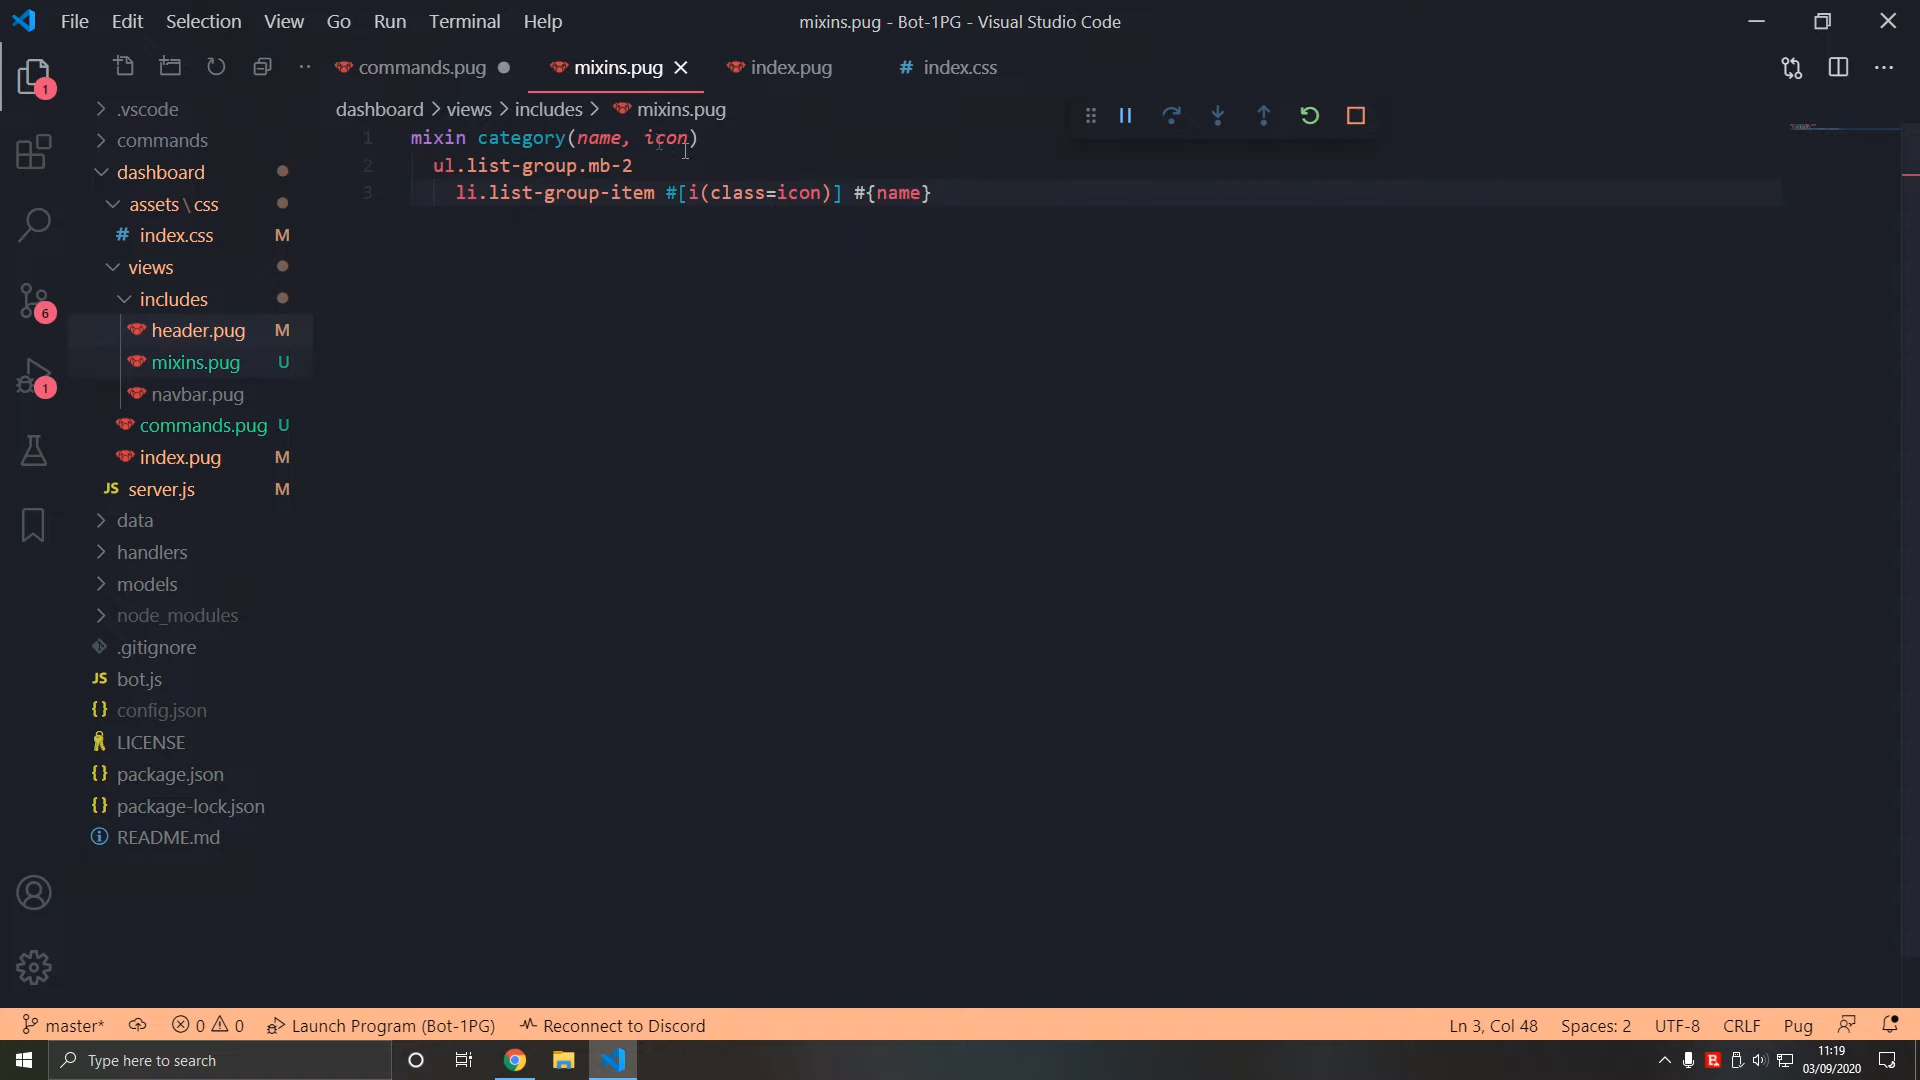 File Edit Selection View Go Run Terminal Help
mixins.pug - Bot-1PG - Visual Studio Code
commands.pug mixins.pug index.pug # index.css
dashboard > views > includes > mixins.pug
1 mixin category(name, icon)
2 ul.list-group.mb-2
3 li.list-group-item #[i(class=icon)] #{name}
1
6
1
.vscode
commands
dashboard
assets \ css
# index.css M
views
includes
header.pug M
mixins.pug U
navbar.pug
commands.pug U
index.pug M
JS server.js M
data
handlers
models
node_modules
.gitignore
JS bot.js
{} config.json
LICENSE
{} package.json
{} package-lock.json
README.md
master* 0 0 Launch Program (Bot-1PG) Reconnect to Discord
Ln 3, Col 48 Spaces: 2 UTF-8 CRLF Pug
Type here to search
11:19
03/09/2020